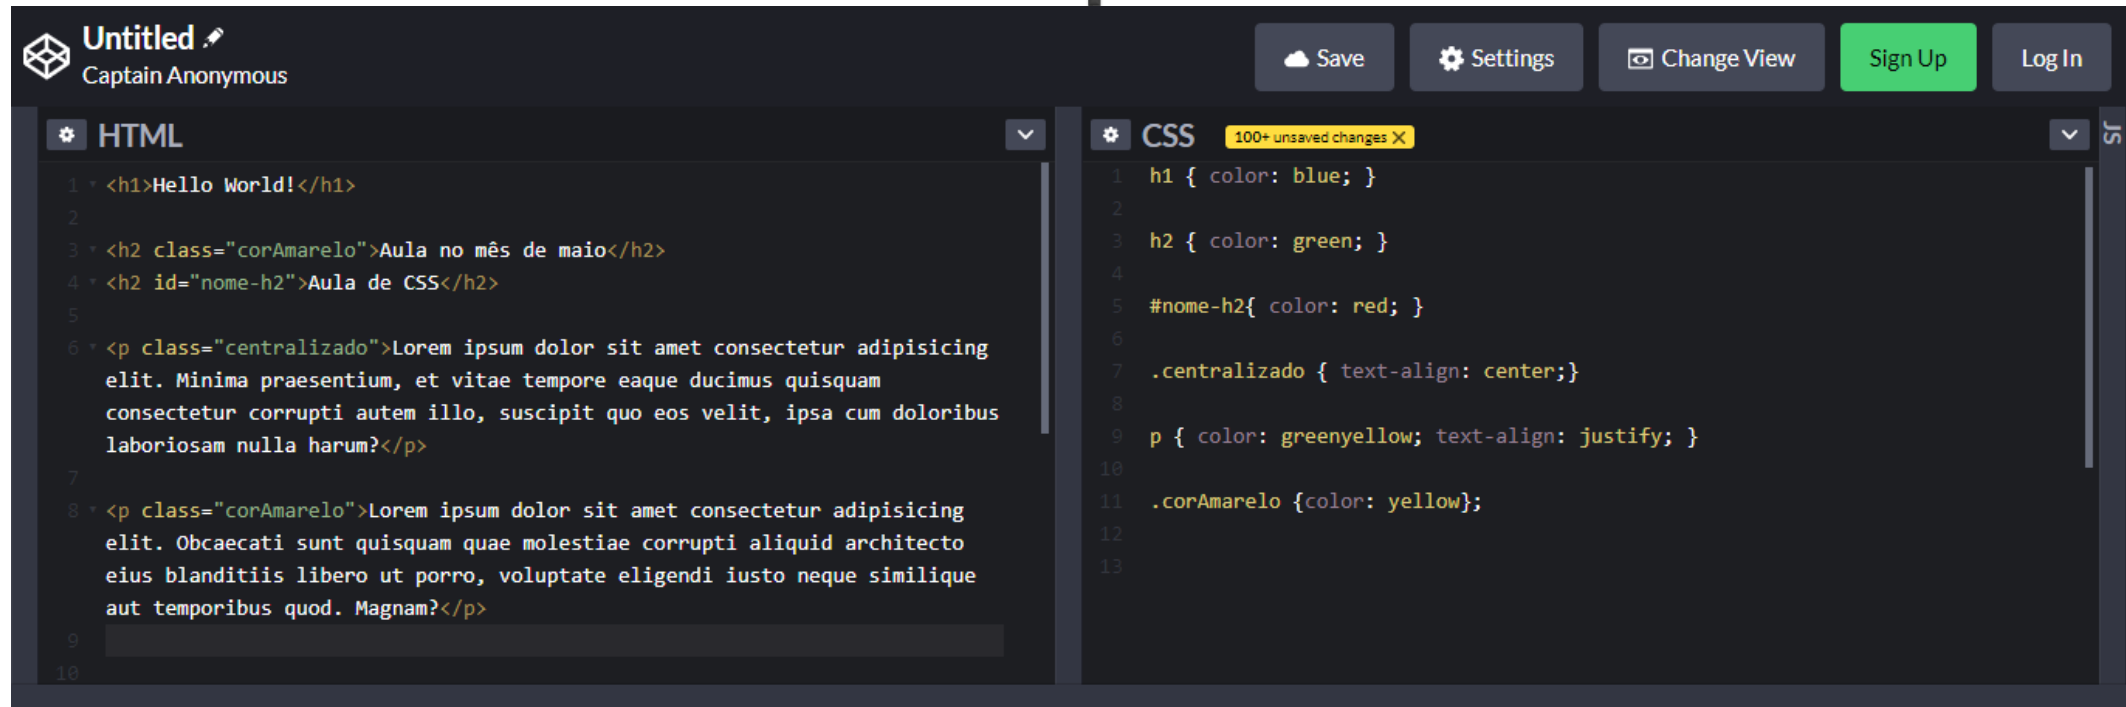 Untitled
Captain Anonymous
Save
Settings
Change View
Sign Up
Log In
HTML
1 <h1>Hello World!</h1>
2
3 <h2 class="corAmarelo">Aula no mês de maio</h2>
4 <h2 id="nome-h2">Aula de CSS</h2>
5
6 <p class="centralizado">Lorem ipsum dolor sit amet consectetur adipisicing
elit. Minima praesentium, et vitae tempore eaque ducimus quisquam
consectetur corrupti autem illo, suscipit quo eos velit, ipsa cum doloribus
laboriosam nulla harum?</p>
7
8 <p class="corAmarelo">Lorem ipsum dolor sit amet consectetur adipisicing
elit. Obcaecati sunt quisquam quae molestiae corrupti aliquid architecto
eius blanditiis libero ut porro, voluptate eligendi iusto neque similique
aut temporibus quod. Magnam?</p>
9
10
CSS
100+ unsaved changes X
1 h1 { color: blue; }
2
3 h2 { color: green; }
4
5 #nome-h2{ color: red; }
6
7 .centralizado { text-align: center;}
8
9 p { color: greenyellow; text-align: justify; }
10
11 .corAmarelo {color: yellow};
12
13
JS